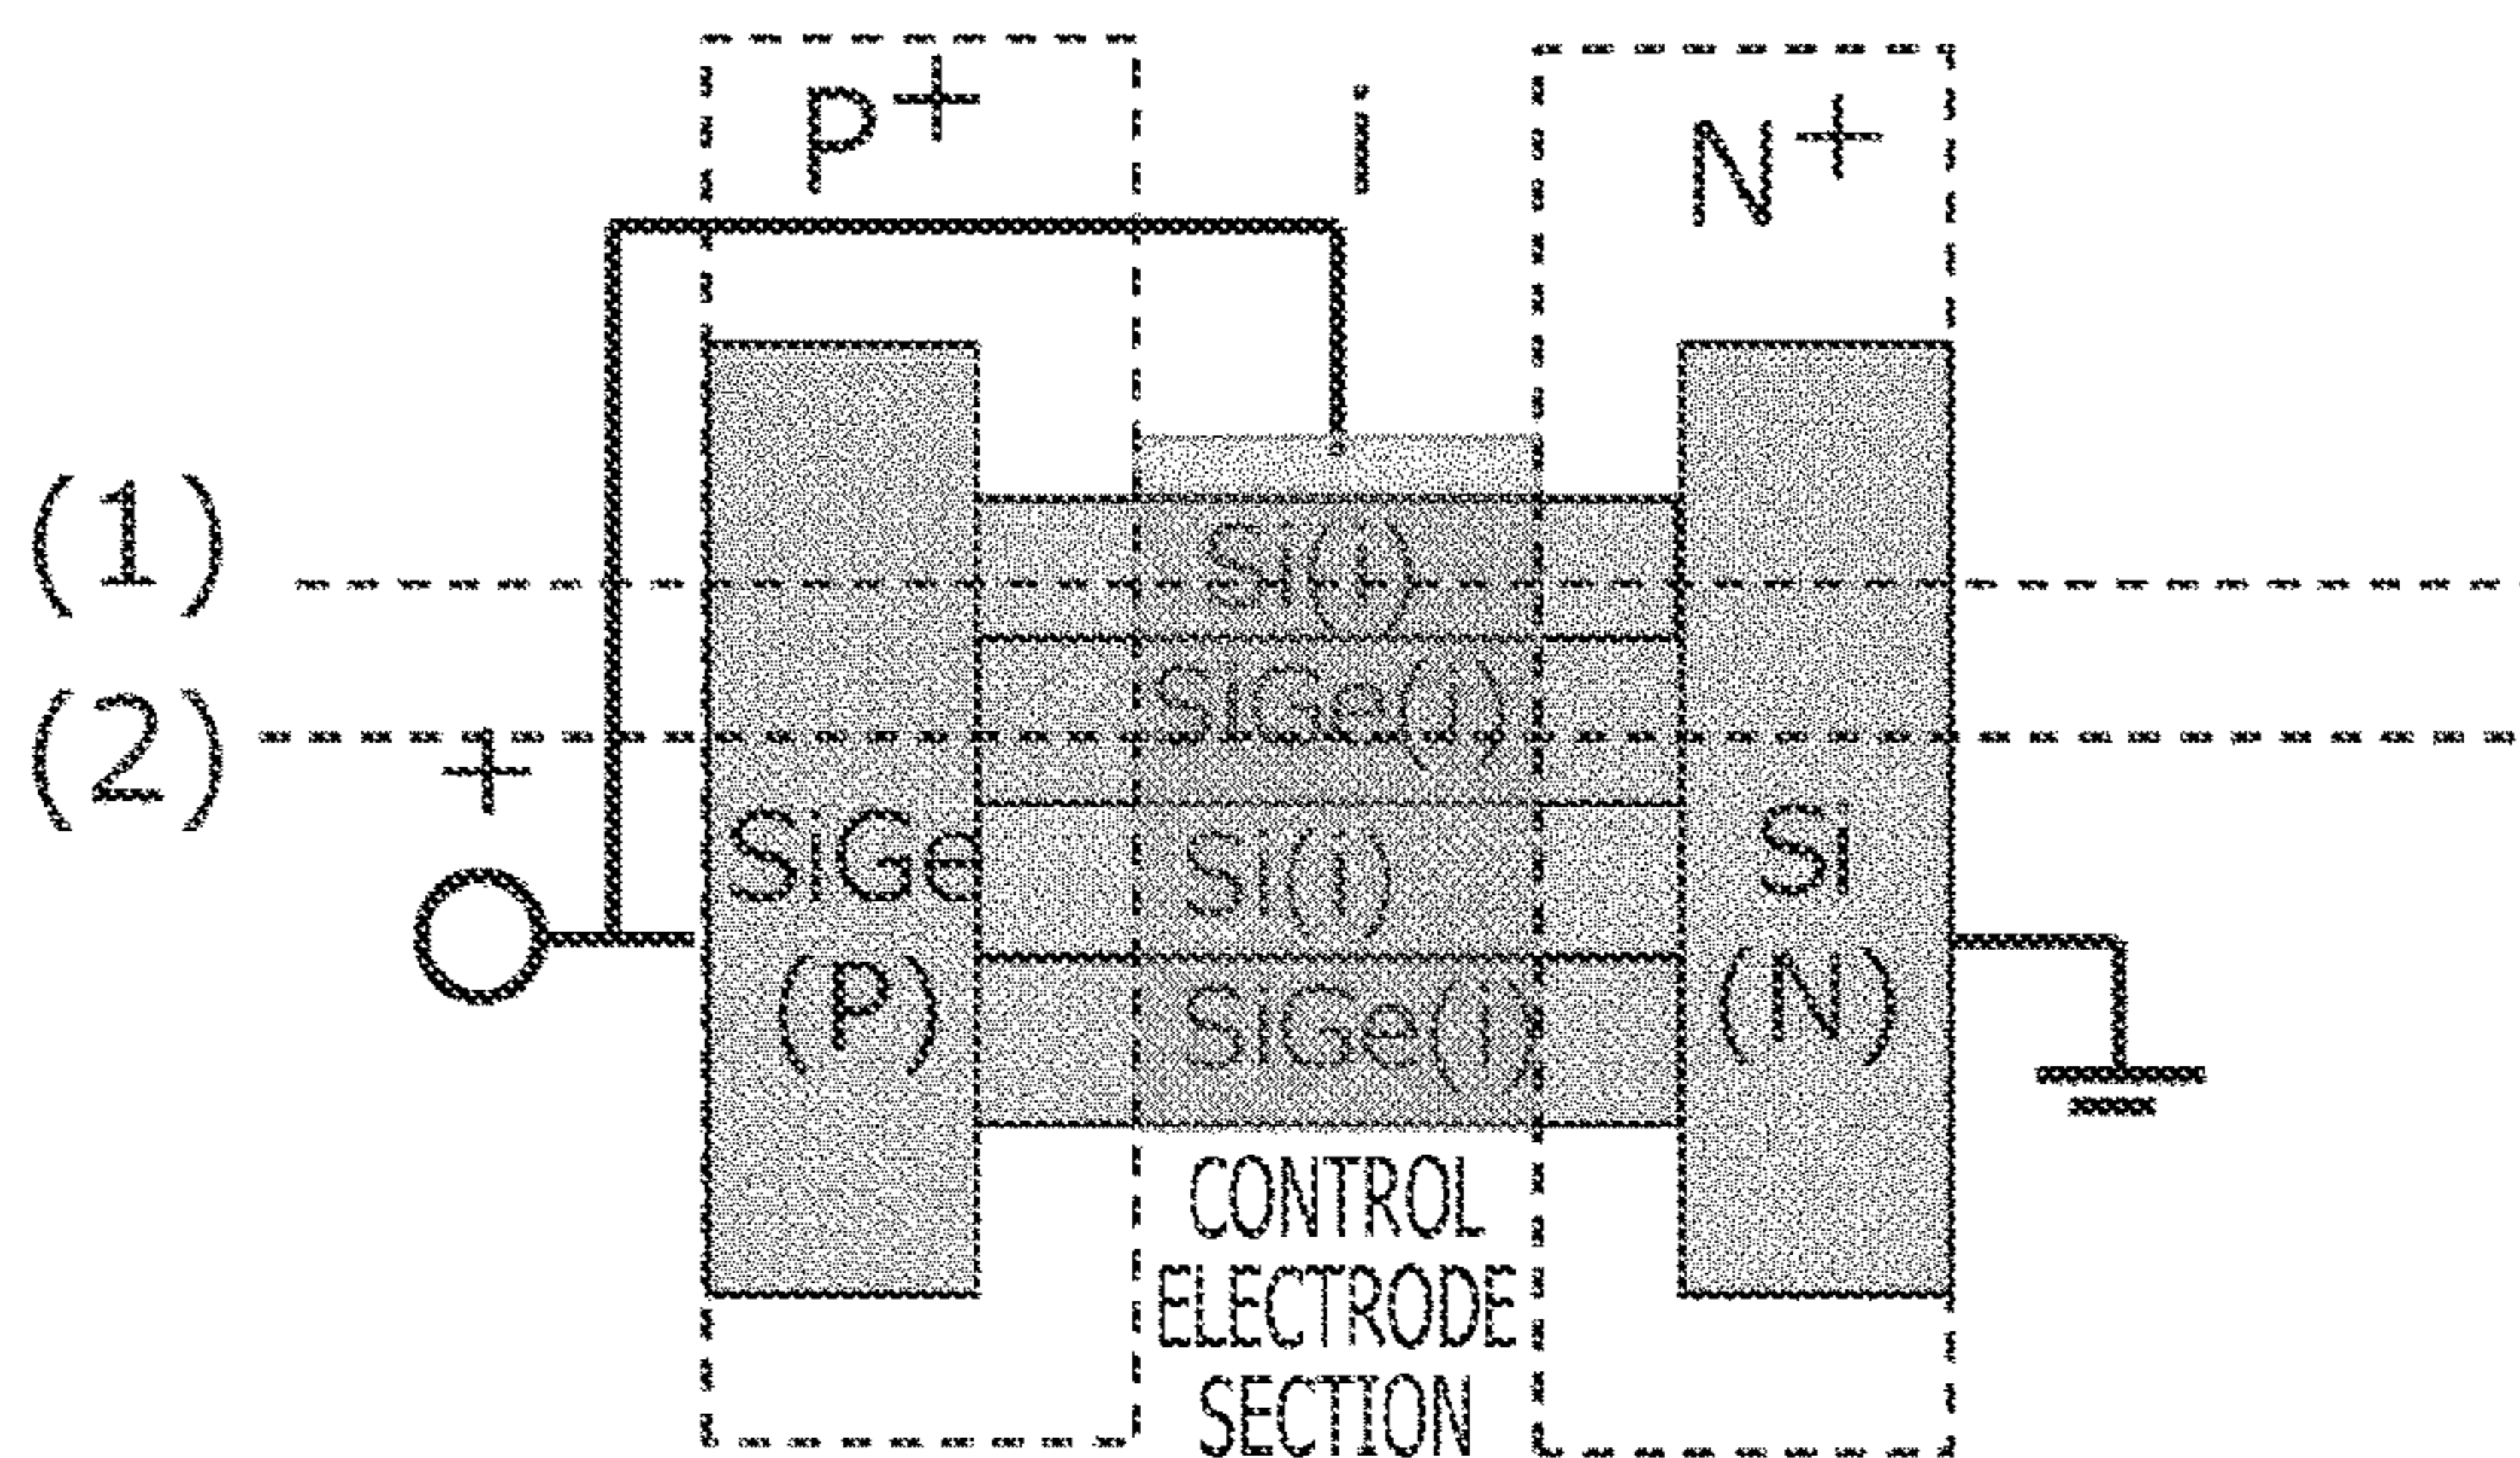 P+
i
N+
(1)
Si(i)
SiGe(i)
(2)
+
SiGe
(P)
Si(i)
Si
(N)
SiGe(i)
CONTROL
ELECTRODE
SECTION